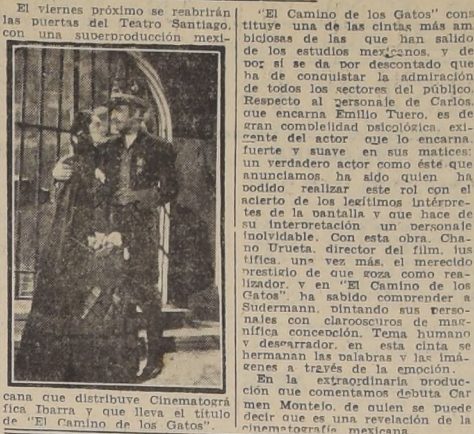 El viernes próximo se reabrirán
las puertas del Teatro Santiago,
con una superproducción mexi-
cana que distribuye Cinematográ
fica Ibarra y que lleva el título
de "El Camino de los Gatos".
"El Camino de los Gatos" cons
tituye una de las cintas más am
biciosas de las que han salido
de los estudios mexicanos, y de
por sí se da por descontado que
ha de conquistar la admiración
de todos los sectores del público.
Respecto al personaje de Carlos,
que encarna Emilio Tuero, es de
gran complejidad psicológica, exi
gente del actor que lo encarna,
fuerte y suave en sus matices:
un verdadero actor como éste que
anunciamos, ha sido quien ha
podido realizar este rol con el
acierto de los legítimos intérpre-
tes de la pantalla y que hace de
su interpretación un personaje
inolvidable. Con esta obra, Cha-
no Urueta, director del film, jus
tifica, una vez más, el merecido
prestigio de que goza como rea-
lizador, y en "El Camino de los
Gatos", ha sabido comprender a
Sudermann, pintando sus perso-
najes con claroscuros de mag-
nífica concepción. Tema humano
y desgarrador, en esta cinta se
hermanan las palabras y las imá-
genes a través de la emoción.
En la extraordinaria produc-
ción que comentamos debuta Car
men Montejo, de quien se puede
decir que es una revelación de la
cinematografía mexicana.